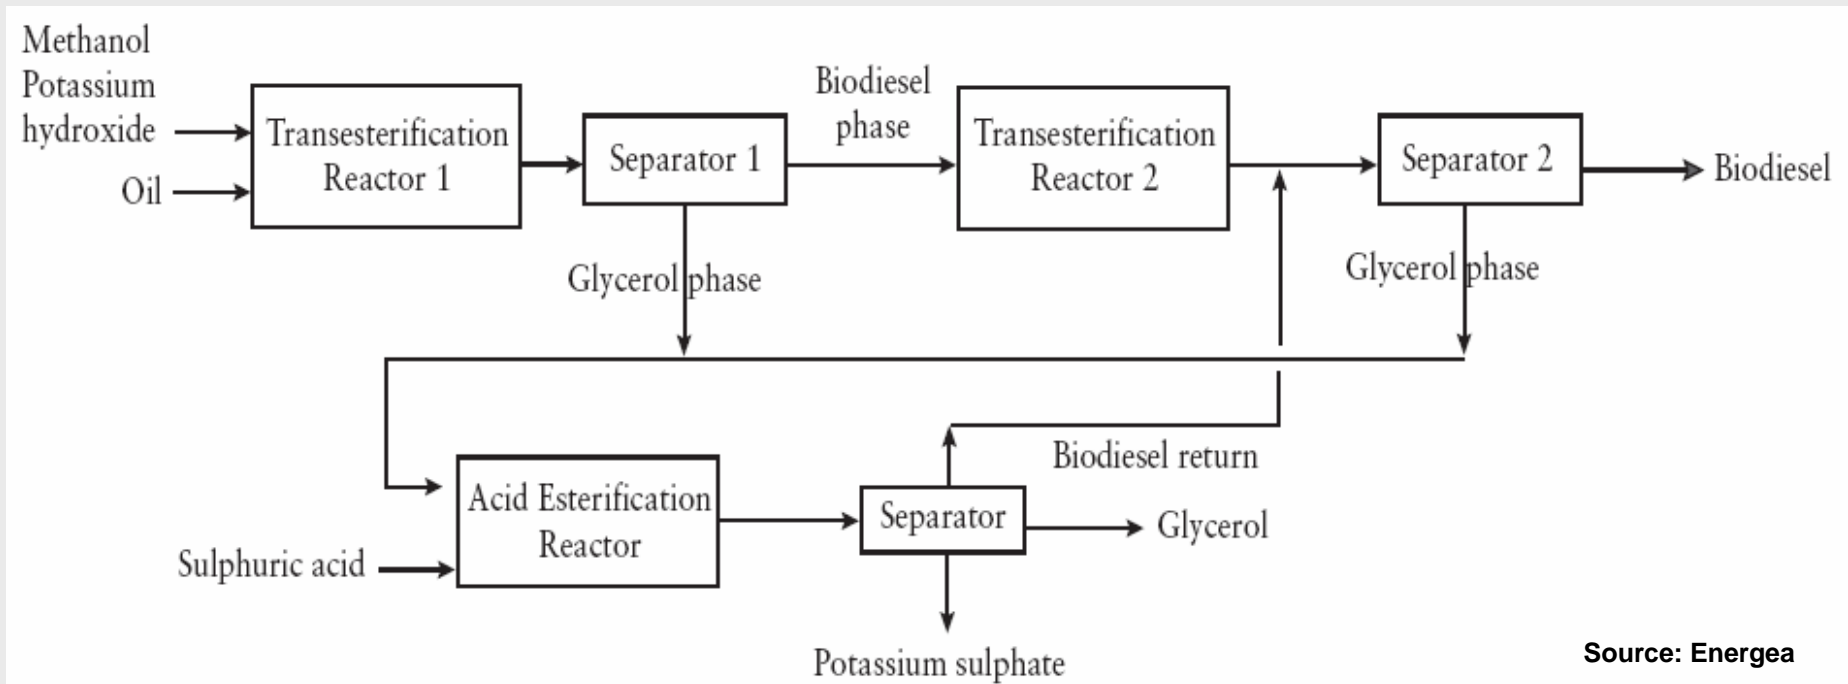 Methanol
Potassium
hydroxide
Oil
Transesterification
Reactor 1
Separator 1
Biodiesel
phase
Transesterification
Reactor 2
Separator 2
Biodiesel
Glycerol phase
Glycerol phase
Acid Esterification
Reactor
Sulphuric acid
Separator
Biodiesel return
Glycerol
Potassium sulphate
Source: Energea